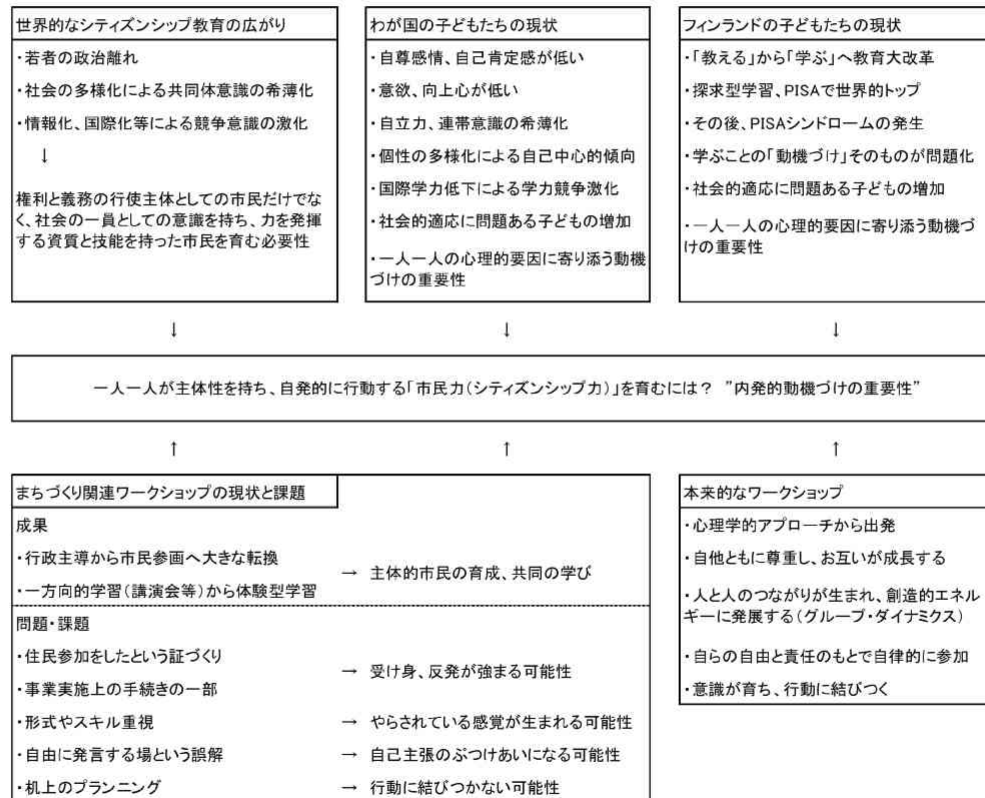 世界的なシティズンシップ教育の広がり
・若者の政治離れ
・社会の多様化による共同体意識の希薄化
・情報化、国際化等による競争意識の激化
↓
権利と義務の行使主体としての市民だけでな
く、社会の一員としての意識を持ち、力を発揮
する資質と技能を持った市民を育む必要性
わが国の子どもたちの現状
・自尊感情、自己肯定感が低い
・意欲、向上心が低い
・自立力、連帯意識の希薄化
・個性の多様化による自己中心的傾向
・国際学力低下による学力競争激化
・社会的適応に問題ある子どもの増加
・一人一人の心理的要因に寄り添う動機
づけの重要性
フィンランドの子どもたちの現状
・「教える」から「学ぶ」へ教育大改革
・探求型学習、PISAで世界的トップ
・その後、PISAシンドロームの発生
・学ぶことの「動機づけ」そのものが問題化
・社会的適応に問題ある子どもの増加
・一人一人の心理的要因に寄り添う動機づ
けの重要性
↓ ↓ ↓
一人一人が主体性を持ち、自発的に行動する「市民力(シティズンシップ力)」を育むには? ”内発的動機づけの重要性”
↑ ↑ ↑
まちづくり関連ワークショップの現状と課題
成果
・行政主導から市民参画へ大きな転換
・一方向的学習(講演会等)から体験型学習
→ 主体的市民の育成、共同の学び
問題・課題
・住民参加をしたという証づくり
・事業実施上の手続きの一部
→ 受け身、反発が強まる可能性
・形式やスキル重視 → やらされている感覚が生まれる可能性
・自由に発言する場という誤解 → 自己主張のぶつけあいになる可能性
・机上のプランニング → 行動に結びつかない可能性
本来的なワークショップ
・心理学的アプローチから出発
・自他ともに尊重し、お互いが成長する
・人と人のつながりが生まれ、創造的エネル
ギーに発展する(グループ・ダイナミクス)
・自らの自由と責任のもとで自律的に参加
・意識が育ち、行動に結びつく